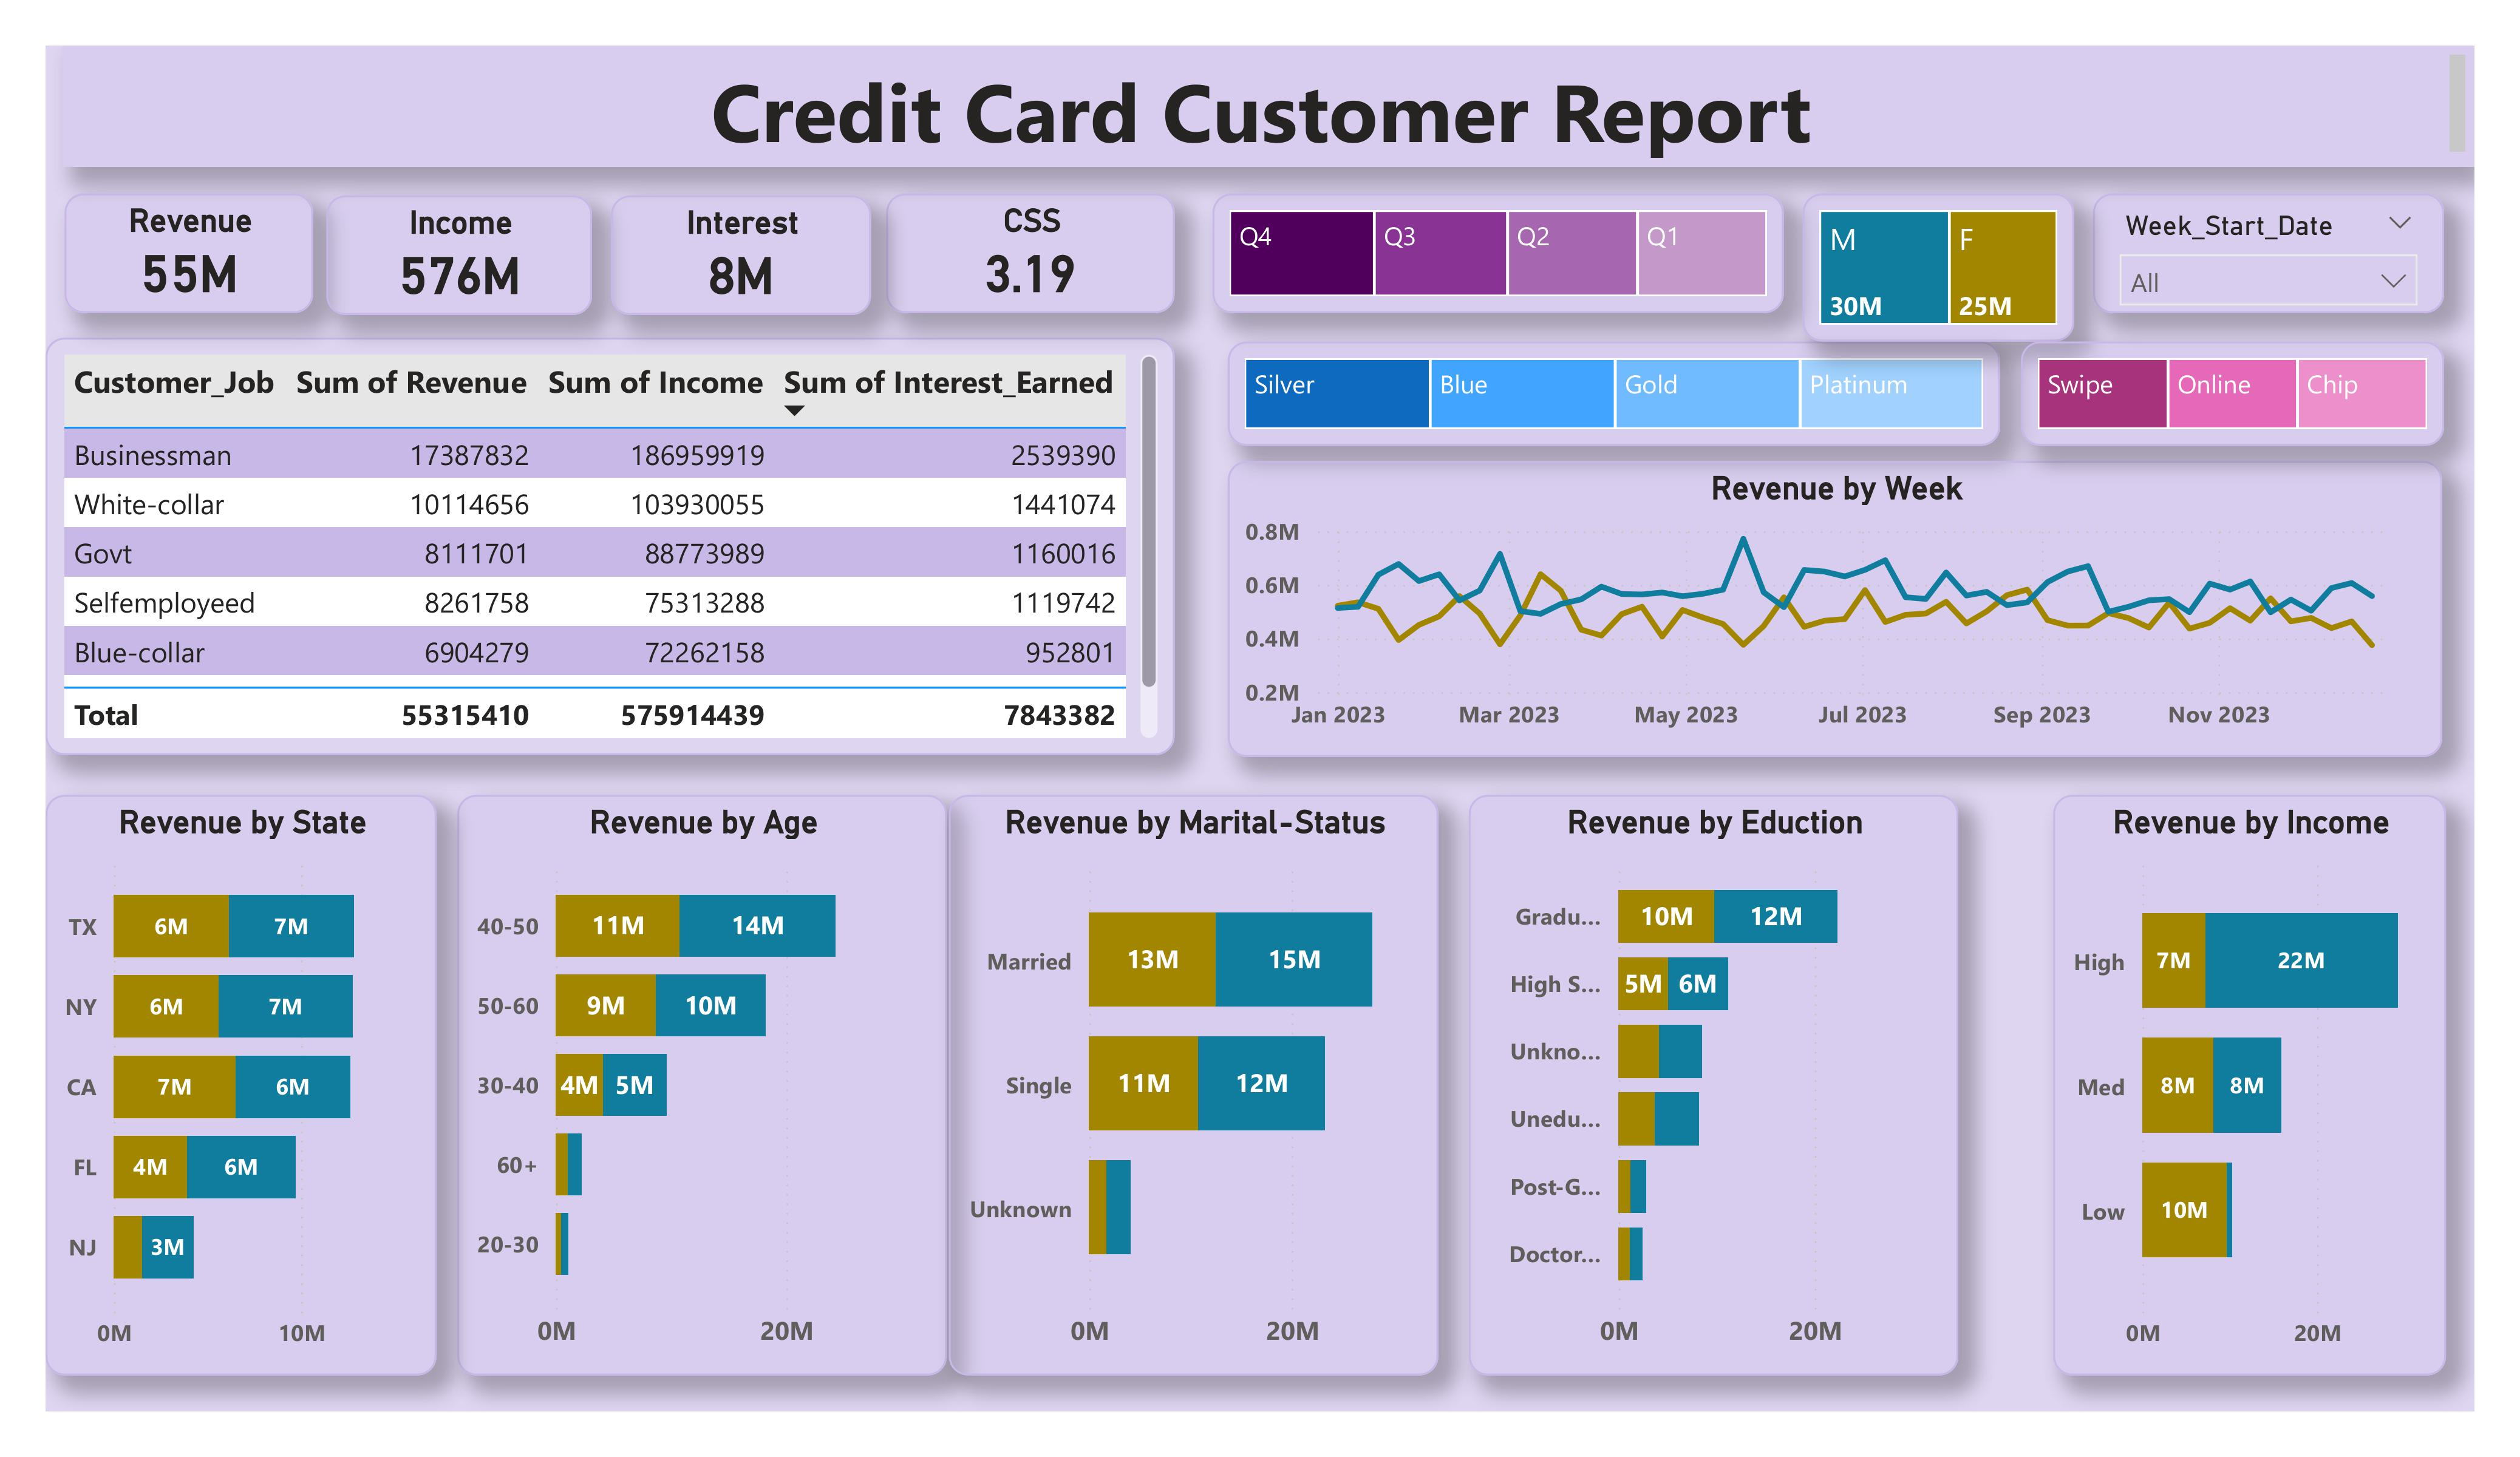 Credit Card Customer Report
Revenue
55M
Income
576M
Interest
8M
CSS
3.19
Q4 Q3 Q2 Q1
M F
30M 25M
Week_Start_Date
All
Customer_Job Sum of Revenue Sum of Income Sum of Interest_Earned
Businessman 17387832 186959919 2539390
White-collar 10114656 103930055 1441074
Govt 8111701 88773989 1160016
Selfemployeed 8261758 75313288 1119742
Blue-collar 6904279 72262158 952801
Total 55315410 575914439 7843382
Silver Blue Gold Platinum
Swipe Online Chip
Revenue by Week
0.8M
0.6M
0.4M
0.2M
Jan 2023 Mar 2023 May 2023 Jul 2023 Sep 2023 Nov 2023
Revenue by State
TX 6M 7M
NY 6M 7M
CA 7M 6M
FL 4M 6M
NJ 3M
0M 10M
Revenue by Age
40-50 11M 14M
50-60 9M 10M
30-40 4M 5M
60+
20-30
0M 20M
Revenue by Marital-Status
Married 13M 15M
Single 11M 12M
Unknown
0M 20M
Revenue by Eduction
Gradu... 10M 12M
High S... 5M 6M
Unkno...
Unedu...
Post-G...
Doctor...
0M 20M
Revenue by Income
High 7M 22M
Med 8M 8M
Low 10M
0M 20M